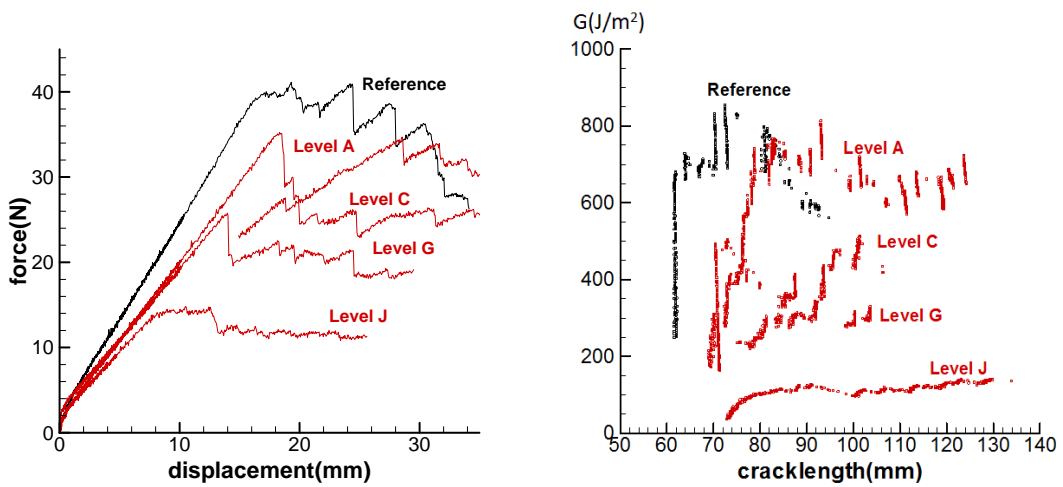 force(N)
40
30
20
10
0
0
10
20
30
displacement(mm)
Reference
Level A
Level C
Level G
Level J
G(J/m²)
1000
800
600
400
200
0
50
60
70
80
90
100
110
120
130
140
cracklength(mm)
Reference
Level A
Level C
Level G
Level J